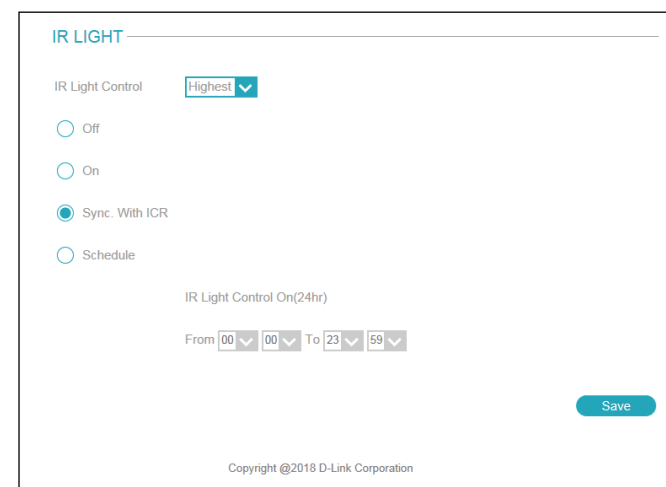 IR LIGHT
IR Light Control Highest
Off
On
Sync. With ICR
Schedule
IR Light Control On(24hr)
From 00 00 To 23 59
Save
Copyright @2018 D-Link Corporation